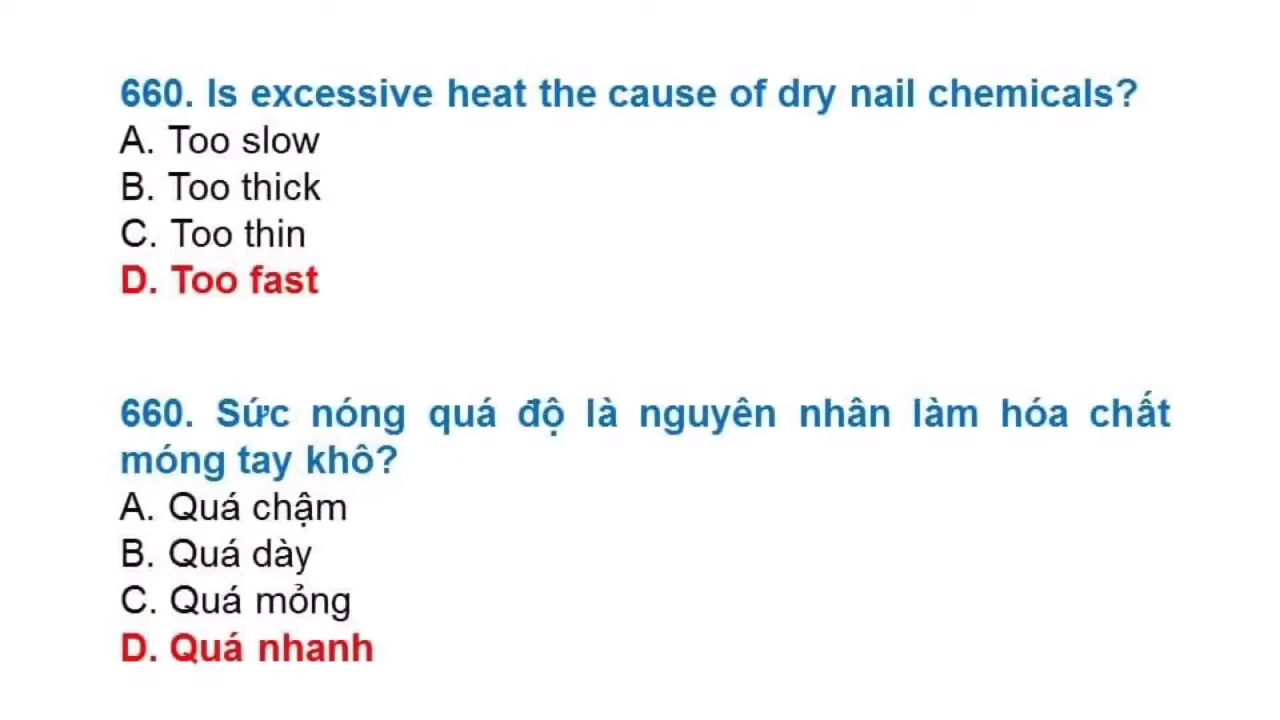 660. Is excessive heat the cause of dry nail chemicals?
A. Too slow
B. Too thick
C. Too thin
D. Too fast
660. Sức nóng quá độ là nguyên nhân làm hóa chất
móng tay khô?
A. Quá chậm
B. Quá dày
C. Quá mỏng
D. Quá nhanh